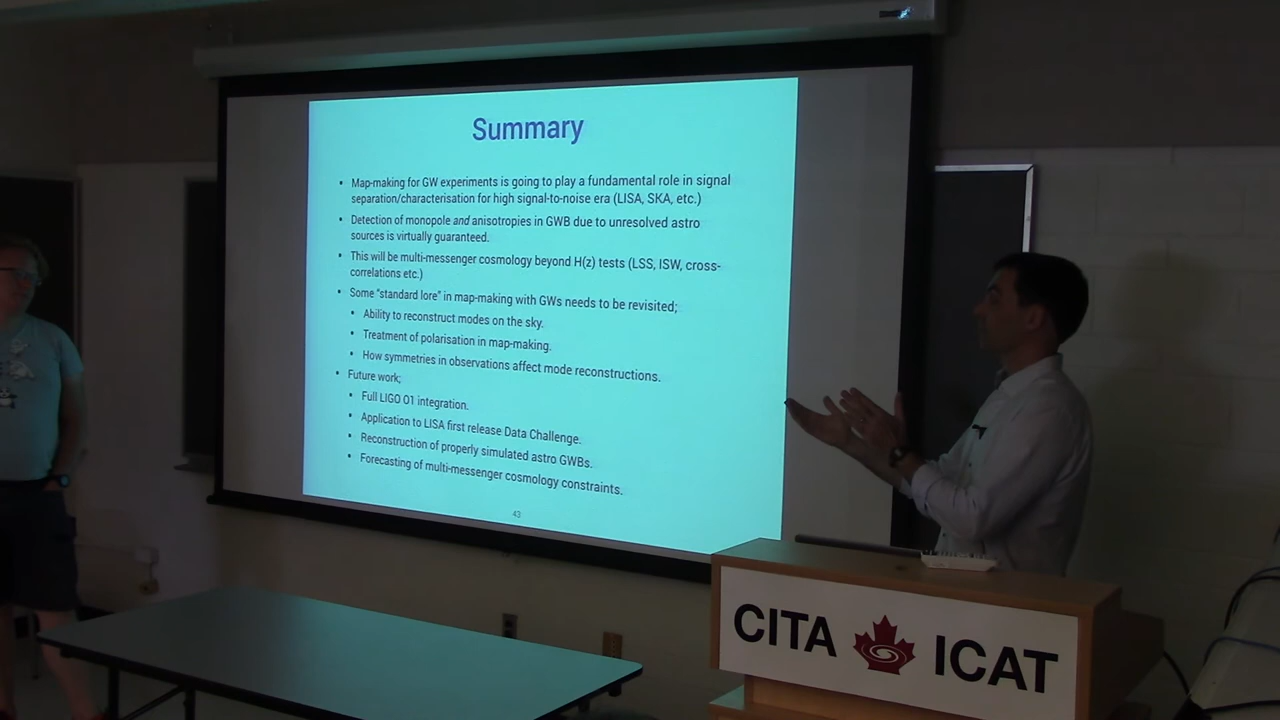 Summary
• Map-making for GW experiments is going to play a fundamental role in signal
separation/characterisation for high signal-to-noise era (LISA, SKA, etc.)
• Detection of monopole and anisotropies in GWB due to unresolved astro
sources is virtually guaranteed.
• This will be multi-messenger cosmology beyond H(z) tests (LSS, ISW, cross-
correlations etc.)
• Some "standard lore" in map-making with GWs needs to be revisited;
• Ability to reconstruct modes on the sky.
• Treatment of polarisation in map-making.
• How symmetries in observations affect mode reconstructions.
• Future work;
• Full LIGO O1 integration.
• Application to LISA first release Data Challenge.
• Reconstruction of properly simulated astro GWBs.
• Forecasting of multi-messenger cosmology constraints.
43
CITA ICAT